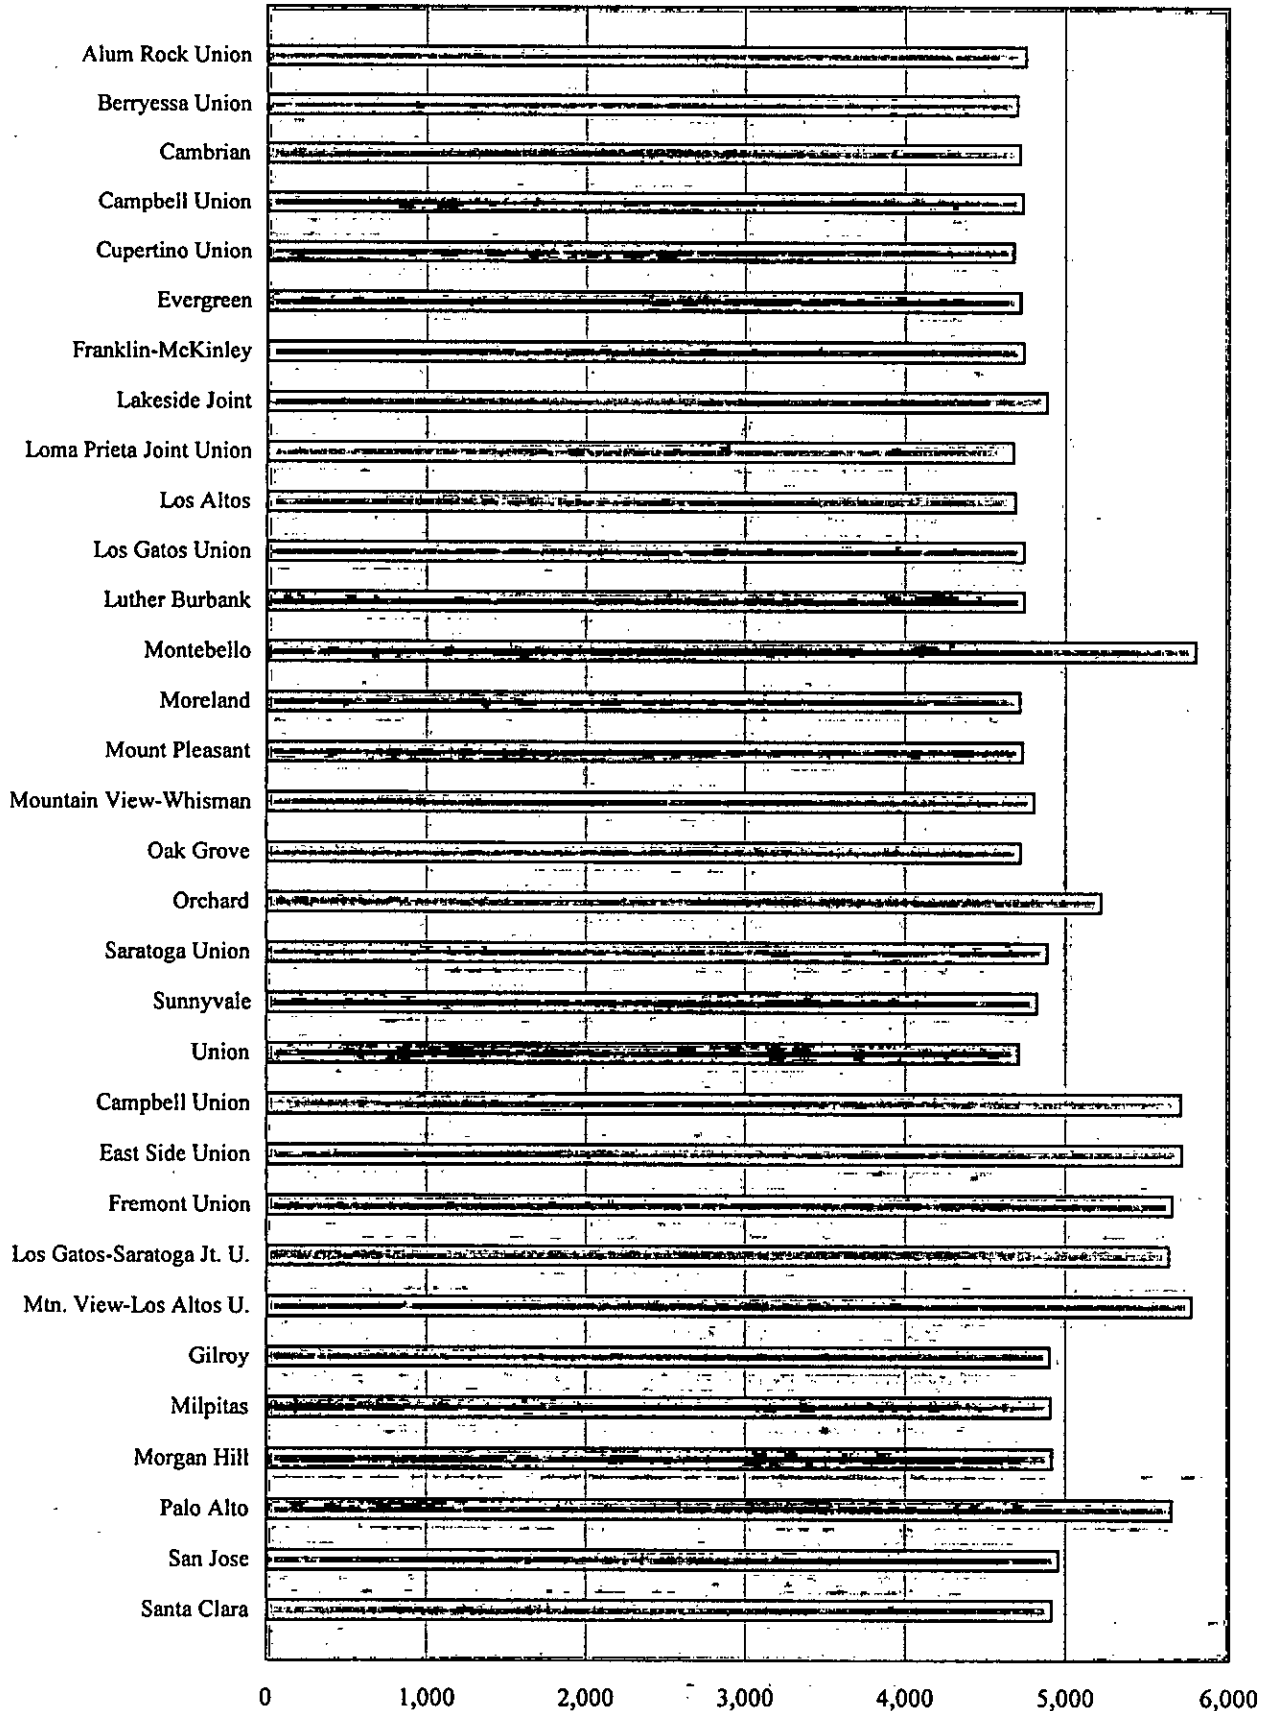 Alum Rock Union
Berryessa Union
Cambrian
Campbell Union
Cupertino Union
Evergreen
Franklin-McKinley
Lakeside Joint
Loma Prieta Joint Union
Los Altos
Los Gatos Union
Luther Burbank
Montebello
Moreland
Mount Pleasant
Mountain View-Whisman
Oak Grove
Orchard
Saratoga Union
Sunnyvale
Union
Campbell Union
East Side Union
Fremont Union
Los Gatos-Saratoga Jt. U.
Mtn. View-Los Altos U.
Gilroy
Milpitas
Morgan Hill
Palo Alto
San Jose
Santa Clara
0 1,000 2,000 3,000 4,000 5,000 6,000